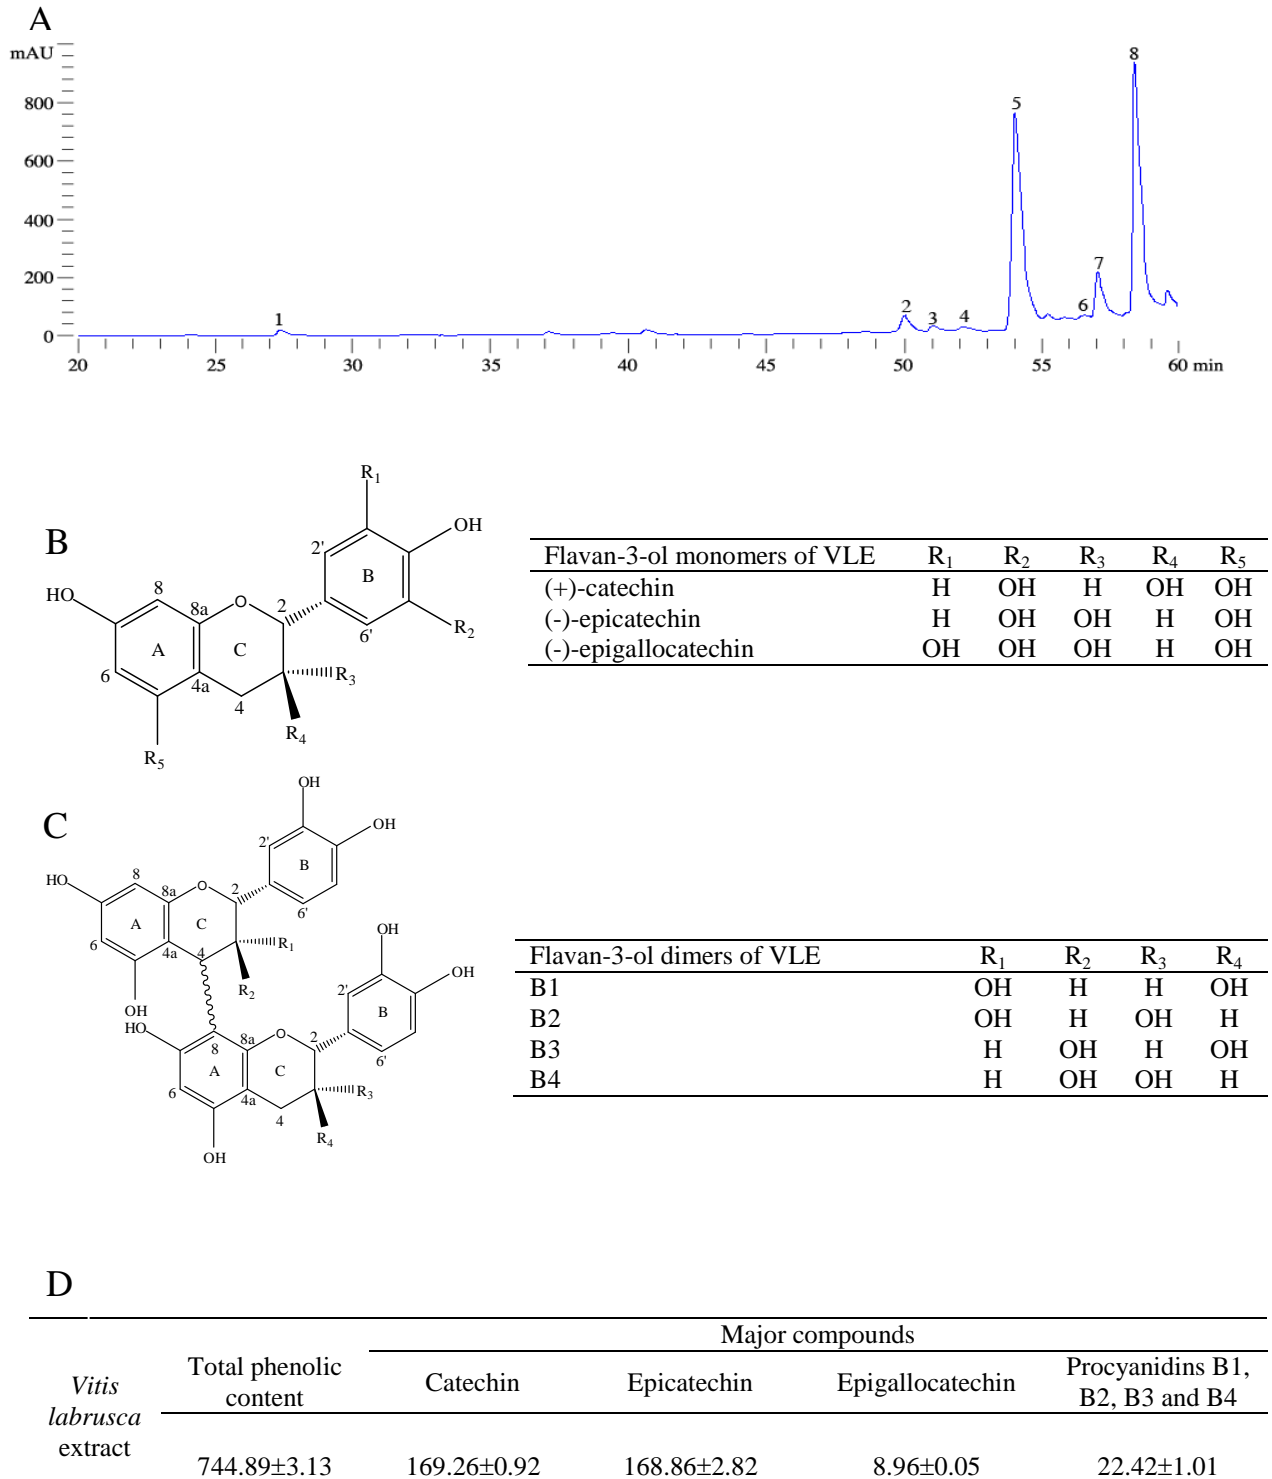 A
mAU
800
600
400
200
0
1
2
3
4
5
6
7
8
20
25
30
35
40
45
50
55
60 min
B
R₁
OH
2'
B
HO
8
8a
O
2
6'
R₂
A
C
6
4a
4
R₃
R₄
R₅
Flavan-3-ol monomers of VLE R₁ R₂ R₃ R₄ R₅
(+)-catechin H OH H OH OH
(-)-epicatechin H OH OH H OH
(-)-epigallocatechin OH OH OH H OH
C
OH
OH
2'
B
HO
8
8a
O
2
6'
A
C
6
4a
4
R₁
R₂
OH
OH
OH
2'
B
HO
8
8a
O
2
6'
A
C
6
4a
4
R₃
R₄
OH
Flavan-3-ol dimers of VLE R₁ R₂ R₃ R₄
B1 OH H H OH
B2 OH H OH H
B3 H OH H OH
B4 H OH OH H
D
Major compounds
Vitis labrusca extract
Total phenolic content
Catechin
Epicatechin
Epigallocatechin
Procyanidins B1, B2, B3 and B4
744.89±3.13 169.26±0.92 168.86±2.82 8.96±0.05 22.42±1.01